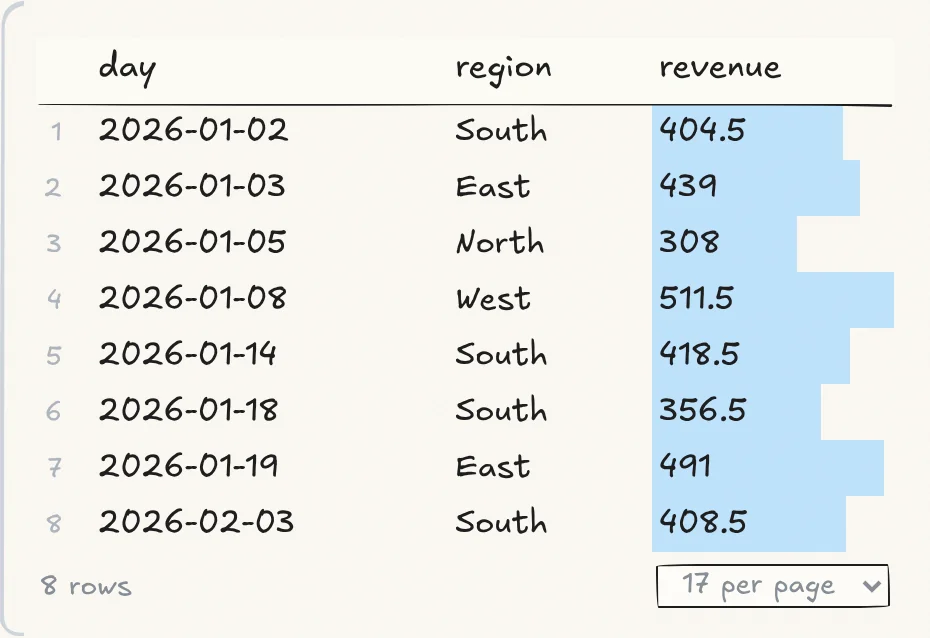 day region revenue
1 2026-01-02 South 404.5
2 2026-01-03 East 439
3 2026-01-05 North 308
4 2026-01-08 West 511.5
5 2026-01-14 South 418.5
6 2026-01-18 South 356.5
7 2026-01-19 East 491
8 2026-02-03 South 408.5
8 rows 17 per page